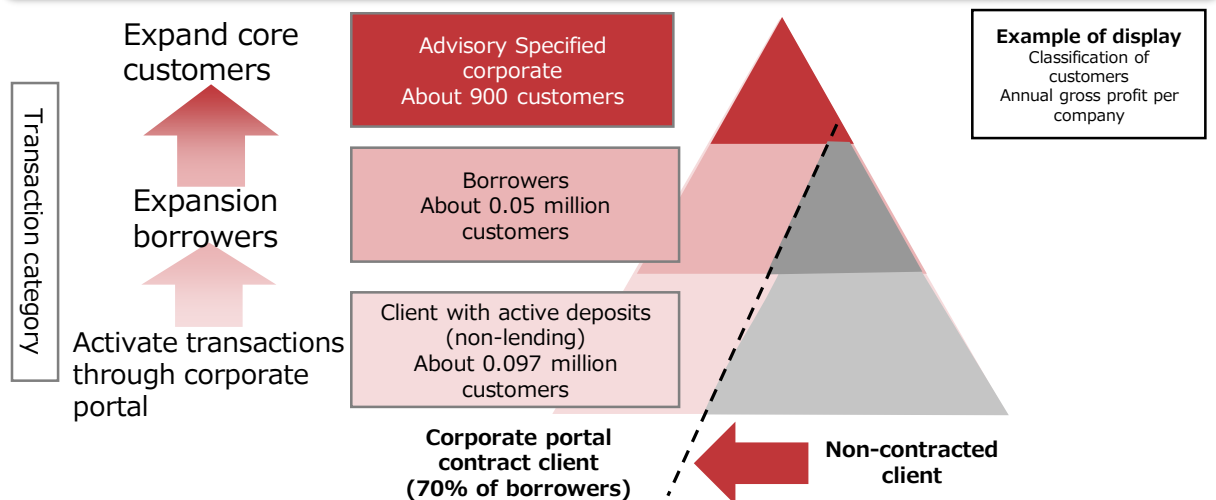 Transaction category
Expand core
customers
Expansion
borrowers
Activate transactions
through corporate
portal
Advisory Specified
corporate
About 900 customers
Borrowers
About 0.05 million
customers
Client with active deposits
(non-lending)
About 0.097 million
customers
Corporate portal
contract client
(70% of borrowers)
Non-contracted
client
Example of display
Classification of
customers
Annual gross profit per
company